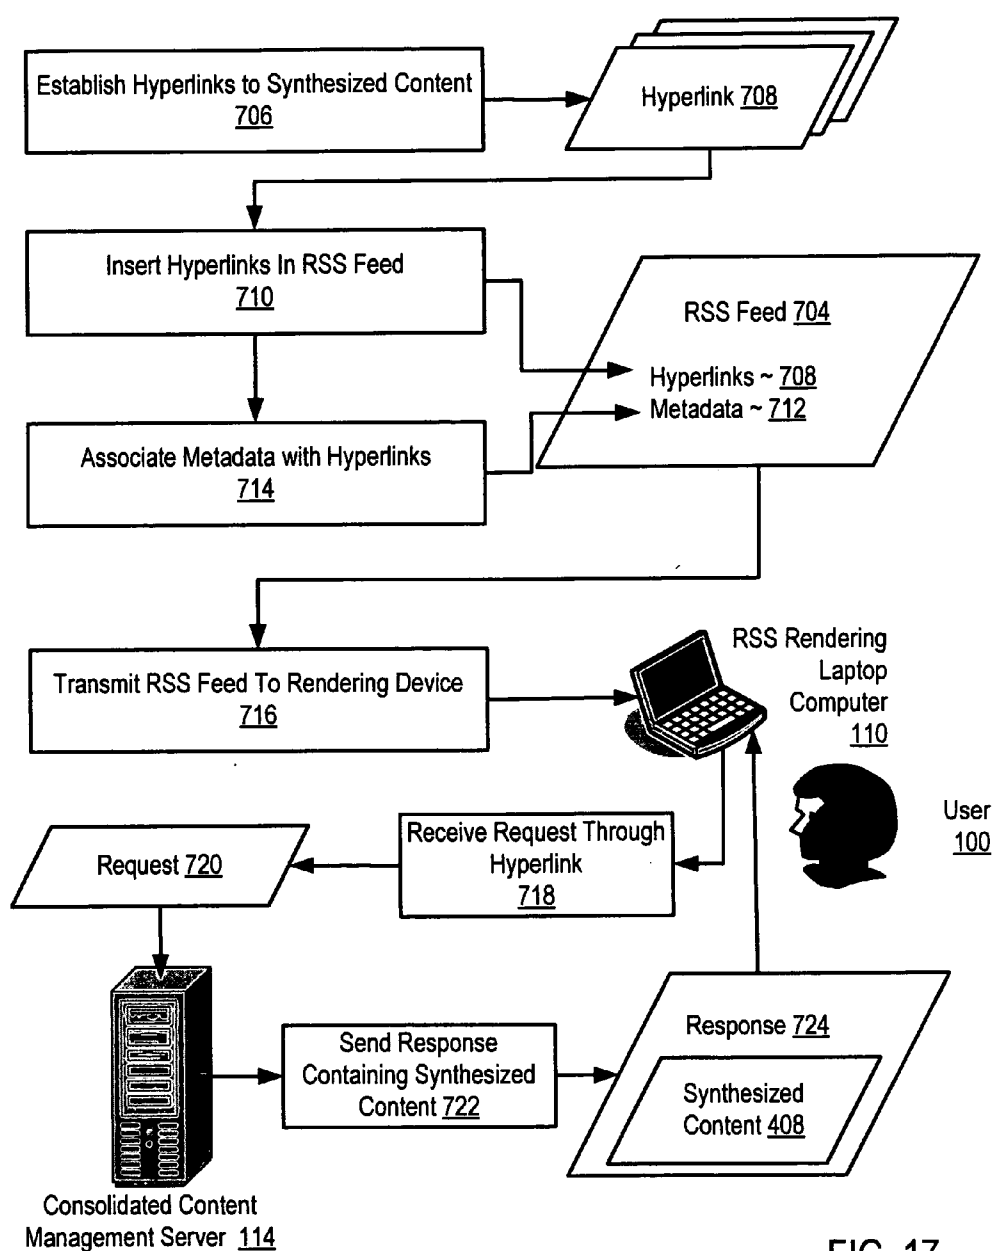 Establish Hyperlinks to Synthesized Content
706
Hyperlink 708
Insert Hyperlinks In RSS Feed
710
RSS Feed 704
Hyperlinks ~ 708
Metadata ~ 712
Associate Metadata with Hyperlinks
714
Transmit RSS Feed To Rendering Device
716
RSS Rendering
Laptop
Computer
110
User
100
Receive Request Through
Hyperlink
718
Request 720
Send Response
Containing Synthesized
Content 722
Response 724
Synthesized
Content 408
Consolidated Content
Management Server 114
FIG. 17